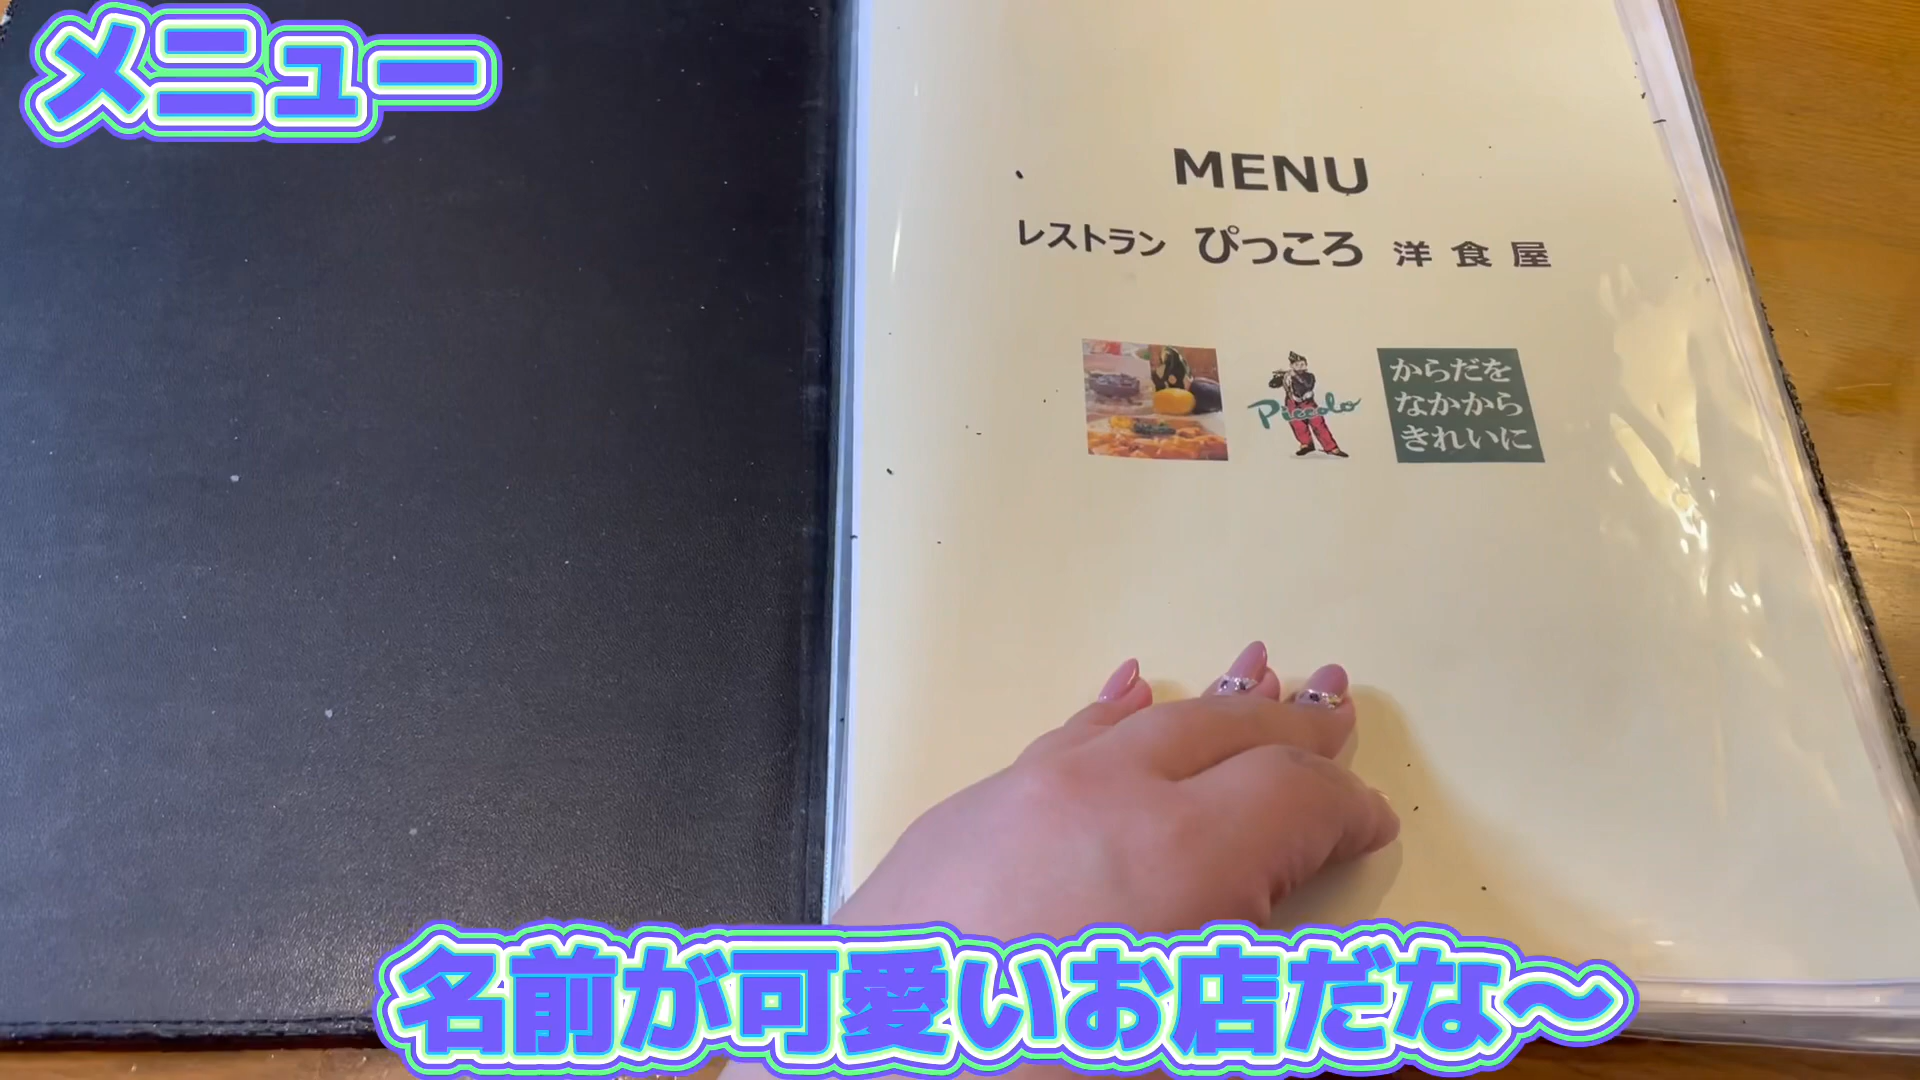 メニュー
MENU
レストラン ぴっころ 洋食屋
Piccolo
からだを
なかから
きれいに
名前が可愛いお店だな〜